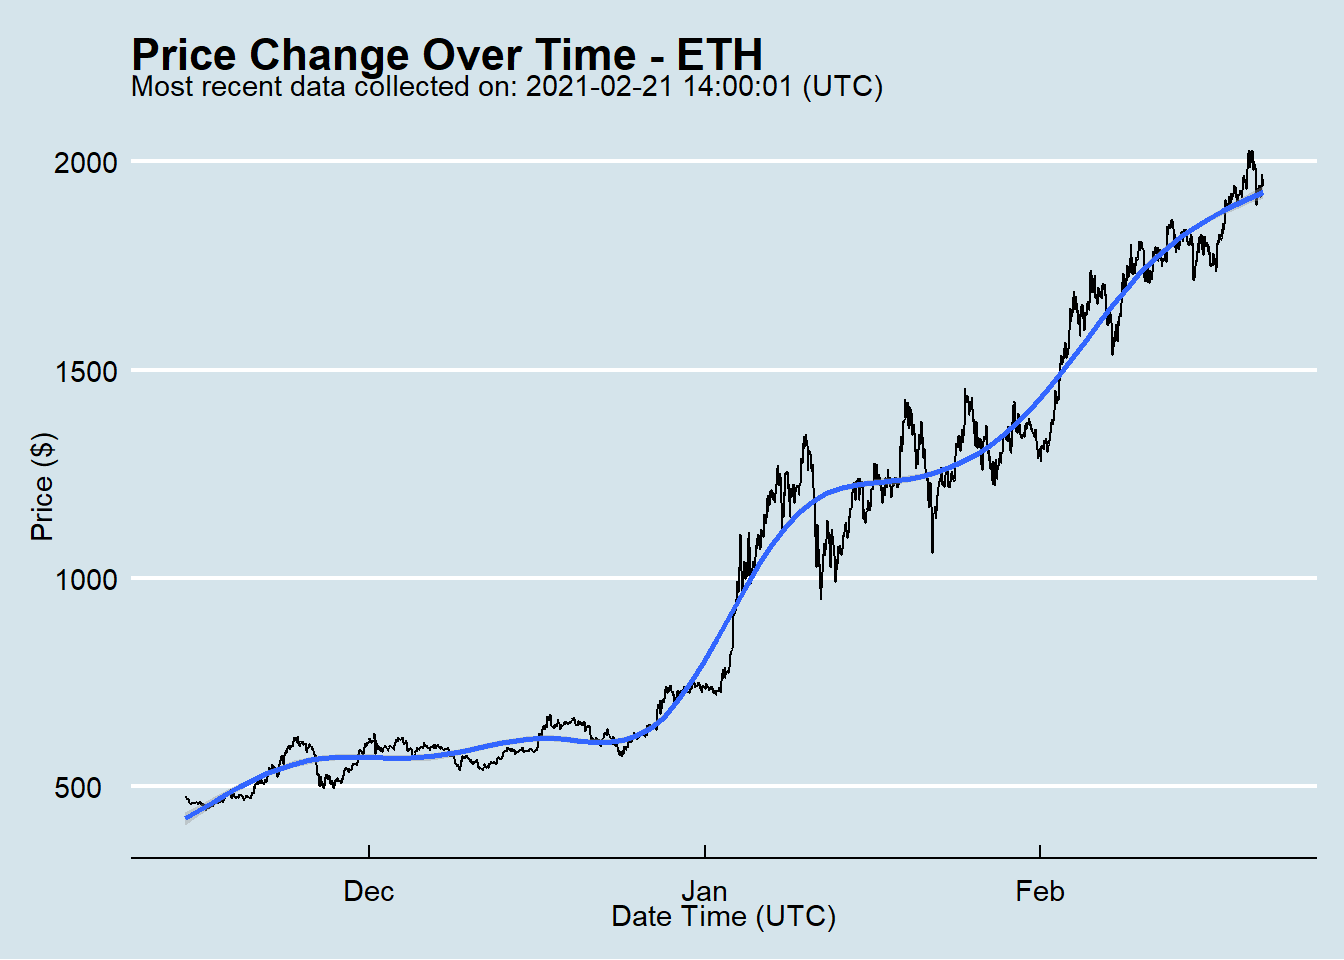 Price Change Over Time - ETH
Most recent data collected on: 2021-02-21 14:00:01 (UTC)
2000
1500
1000
500
Price ($)
Dec
Jan
Feb
Date Time (UTC)